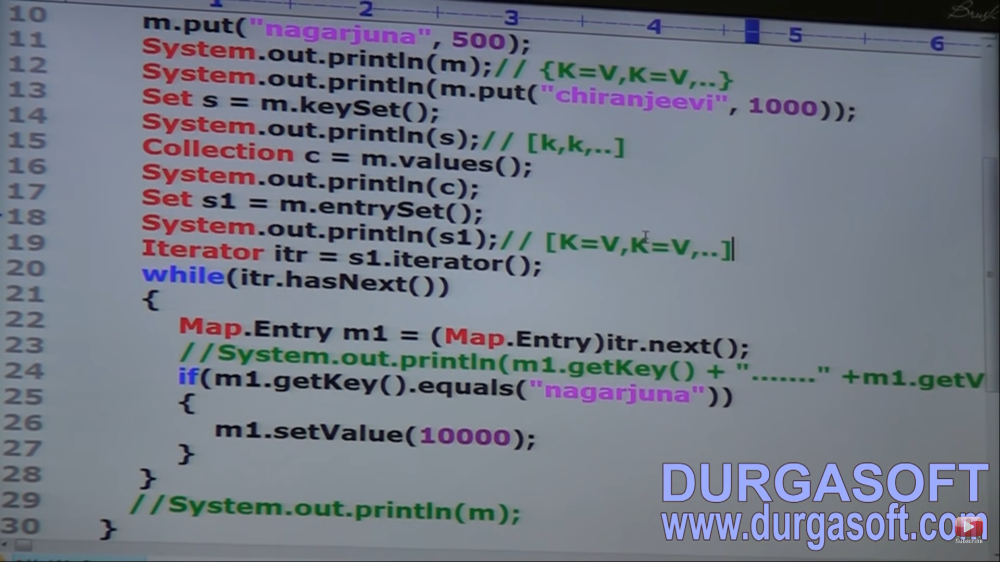 1 2 3 4 5 6
Brush
10 m.put("nagarjuna", 500);
11 System.out.println(m);// {K=V,K=V,..}
12 System.out.println(m.put("chiranjeevi", 1000));
13 Set s = m.keySet();
14 System.out.println(s);// [k,k,..]
15 Collection c = m.values();
16 System.out.println(c);
17 Set s1 = m.entrySet();
18 System.out.println(s1);// [K=V,K=V,..]
19 Iterator itr = s1.iterator();
20 while(itr.hasNext())
21 {
22 Map.Entry m1 = (Map.Entry)itr.next();
23 //System.out.println(m1.getKey() + "......." +m1.getV
24 if(m1.getKey().equals("nagarjuna"))
25 {
26 m1.setValue(10000);
27 }
28 }
29 //System.out.println(m);
30 }
DURGASOFT
www.durgasoft.com
Subscribe